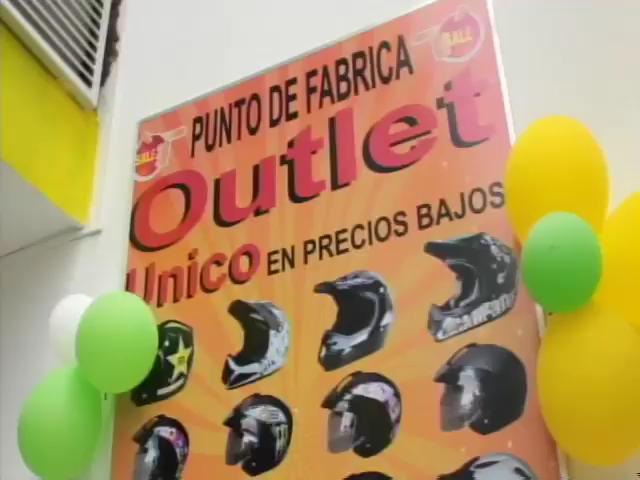 PUNTO DE FABRICA
SALE
SALE
Outlet
Unico EN PRECIOS BAJOS